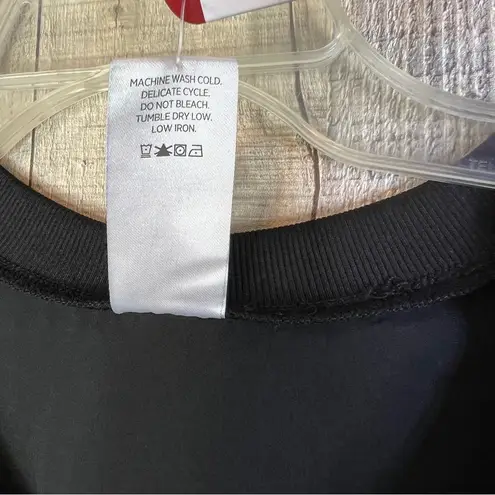 MACHINE WASH COLD.
DELICATE CYCLE.
DO NOT BLEACH.
TUMBLE DRY LOW.
LOW IRON.